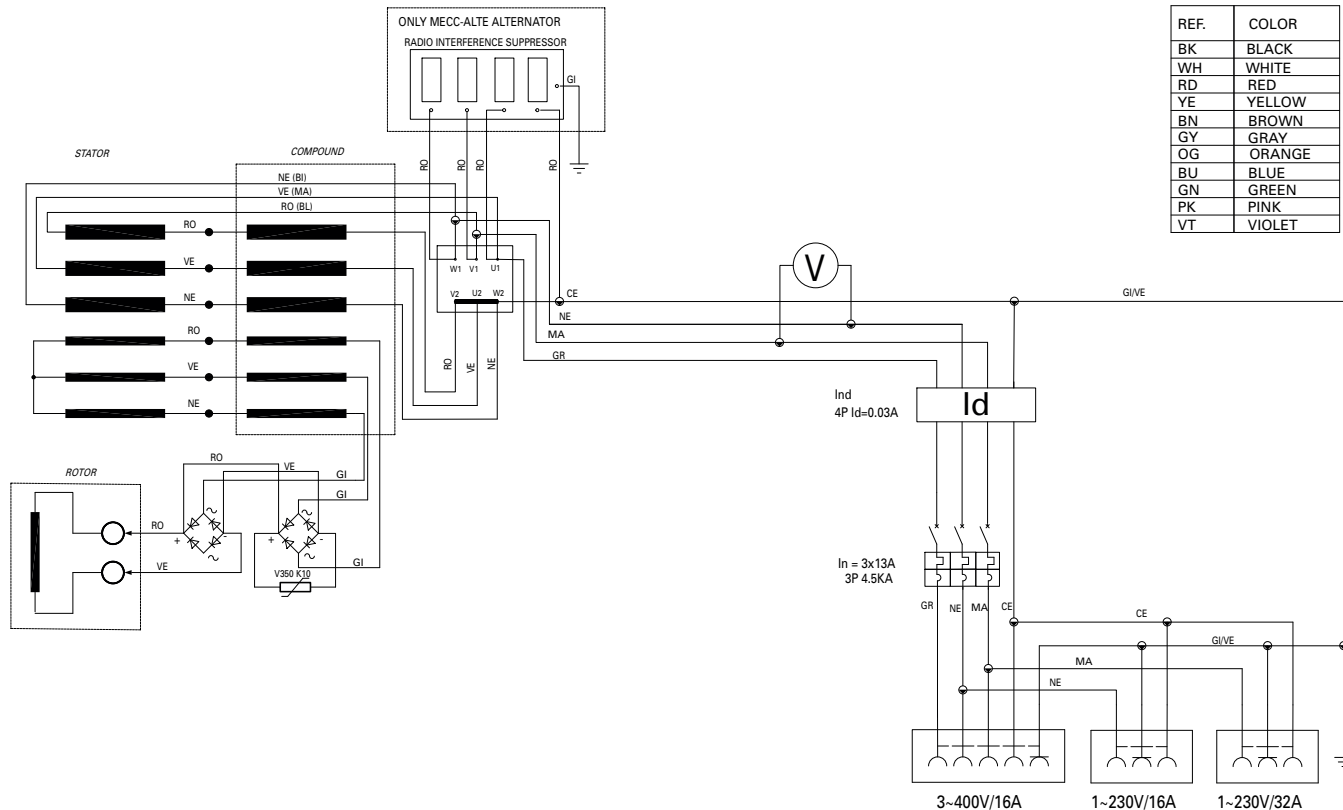 ONLY MECC-ALTE ALTERNATOR
RADIO INTERFERENCE SUPPRESSOR
GI
RO
RO
RO
RO
REF. COLOR
BK BLACK
WH WHITE
RD RED
YE YELLOW
BN BROWN
GY GRAY
OG ORANGE
BU BLUE
GN GREEN
PK PINK
VT VIOLET
STATOR
COMPOUND
NE (BI)
VE (MA)
RO (BL)
RO
VE
NE
RO
VE
NE
W1 V1 U1
V2 U2 W2
RO
VE
NE
CE
NE
MA
GR
V
GI/VE
Ind
4P Id=0.03A
Id
ROTOR
RO
VE
RO
VE
GI
GI
GI
~
~
+ -
~
~
+ -
V350 K10
In = 3x13A
3P 4.5KA
GR
NE
MA
CE
CE
GI/VE
MA
NE
3~400V/16A
1~230V/16A
1~230V/32A